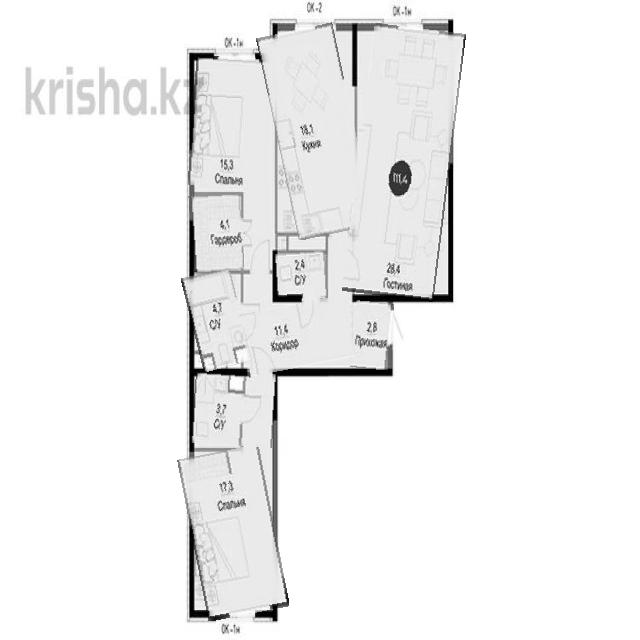 ОК-2
ОК-1н
ОК-1н
krisha.kz
18,1
Кухня
15,3
Спальня
111,4
4,1
Гардероб
2,4
С/У
28,4
Гостиная
4,7
С/У
11,4
Коридор
2,8
Прихожая
3,7
С/У
17,3
Спальня
ОК-1н